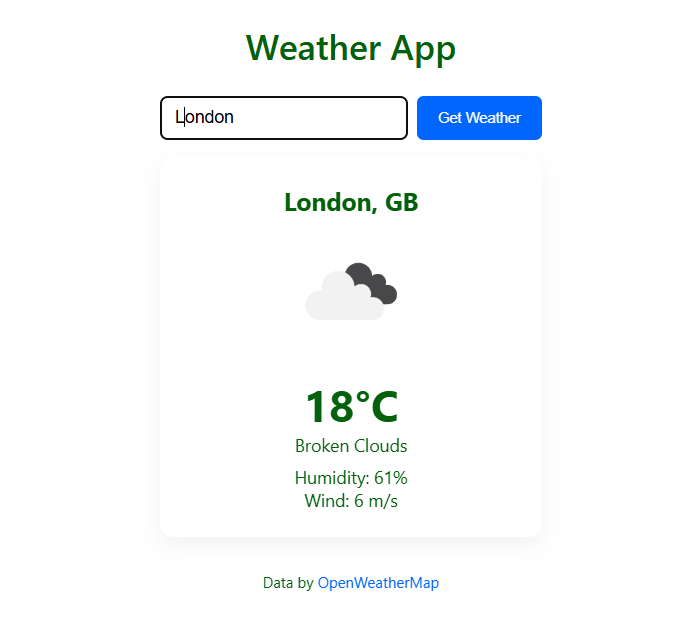 Weather App
London
Get Weather
London, GB
18°C
Broken Clouds
Humidity: 61%
Wind: 6 m/s
Data by OpenWeatherMap